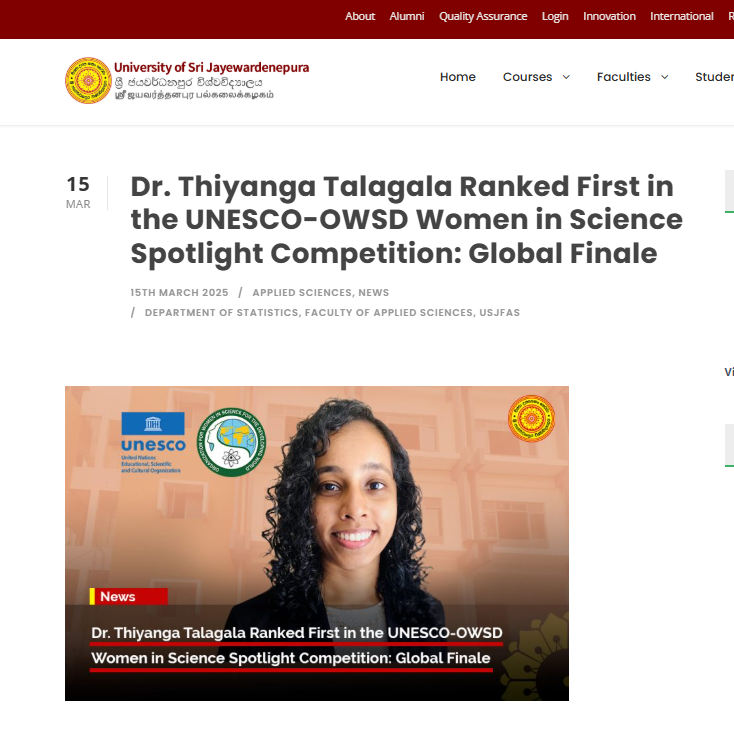 About Alumni Quality Assurance Login Innovation International R
University of Sri Jayewardenepura
ශ්‍රී ජයවර්ධනපුර විශ්වවිද්‍යාලය
ஸ்ரீ ஜயவர்த்தனபுர பல்கலைக்கழகம்
Home Courses Faculties Studen
15
MAR
Dr. Thiyanga Talagala Ranked First in
the UNESCO-OWSD Women in Science
Spotlight Competition: Global Finale
15TH MARCH 2025 / APPLIED SCIENCES, NEWS
/ DEPARTMENT OF STATISTICS, FACULTY OF APPLIED SCIENCES, USJFAS
Vi
unesco
United Nations
Educational, Scientific
and Cultural Organization
ORGANIZATION FOR WOMEN IN SCIENCE FOR THE DEVELOPING WORLD
News
Dr. Thiyanga Talagala Ranked First in the UNESCO-OWSD
Women in Science Spotlight Competition: Global Finale